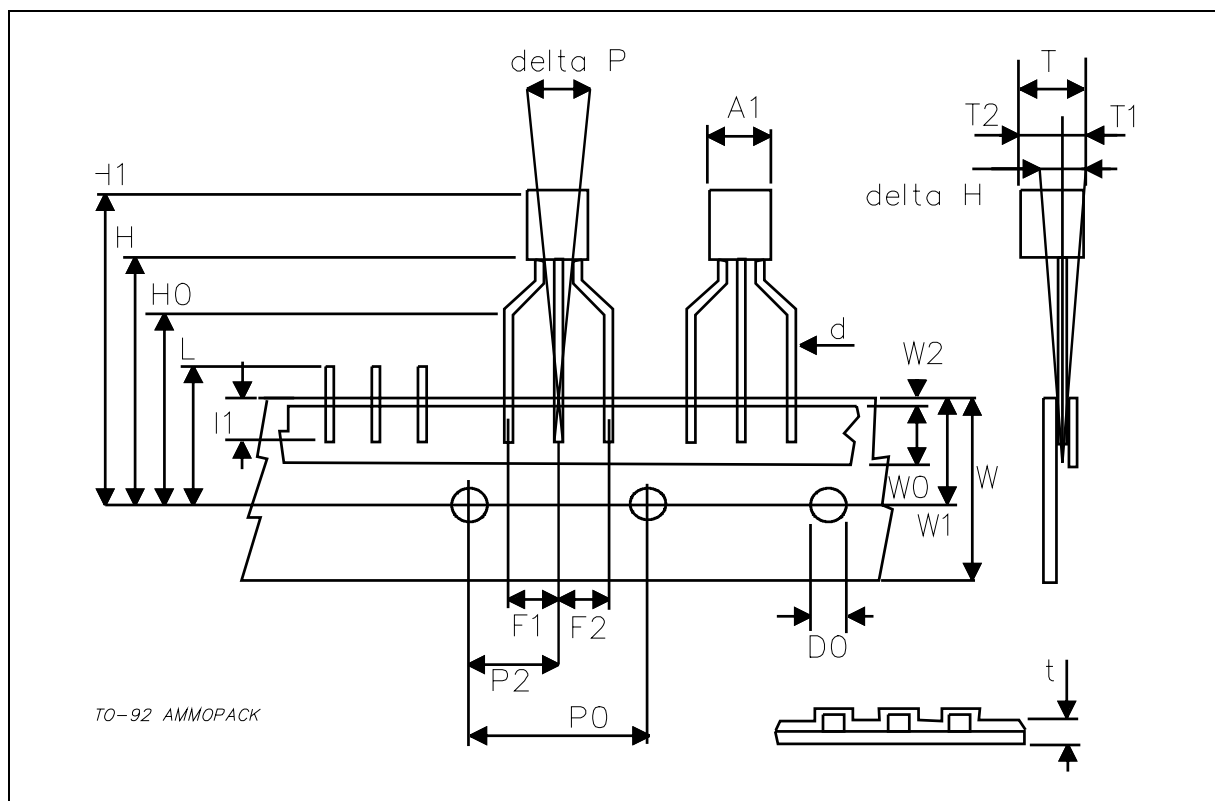 delta P
T
A1
T2
T1
H1
delta H
H
H0
L
d
W2
I1
W0
W
W1
F1
F2
D0
P2
t
P0
TO-92 AMMOPACK